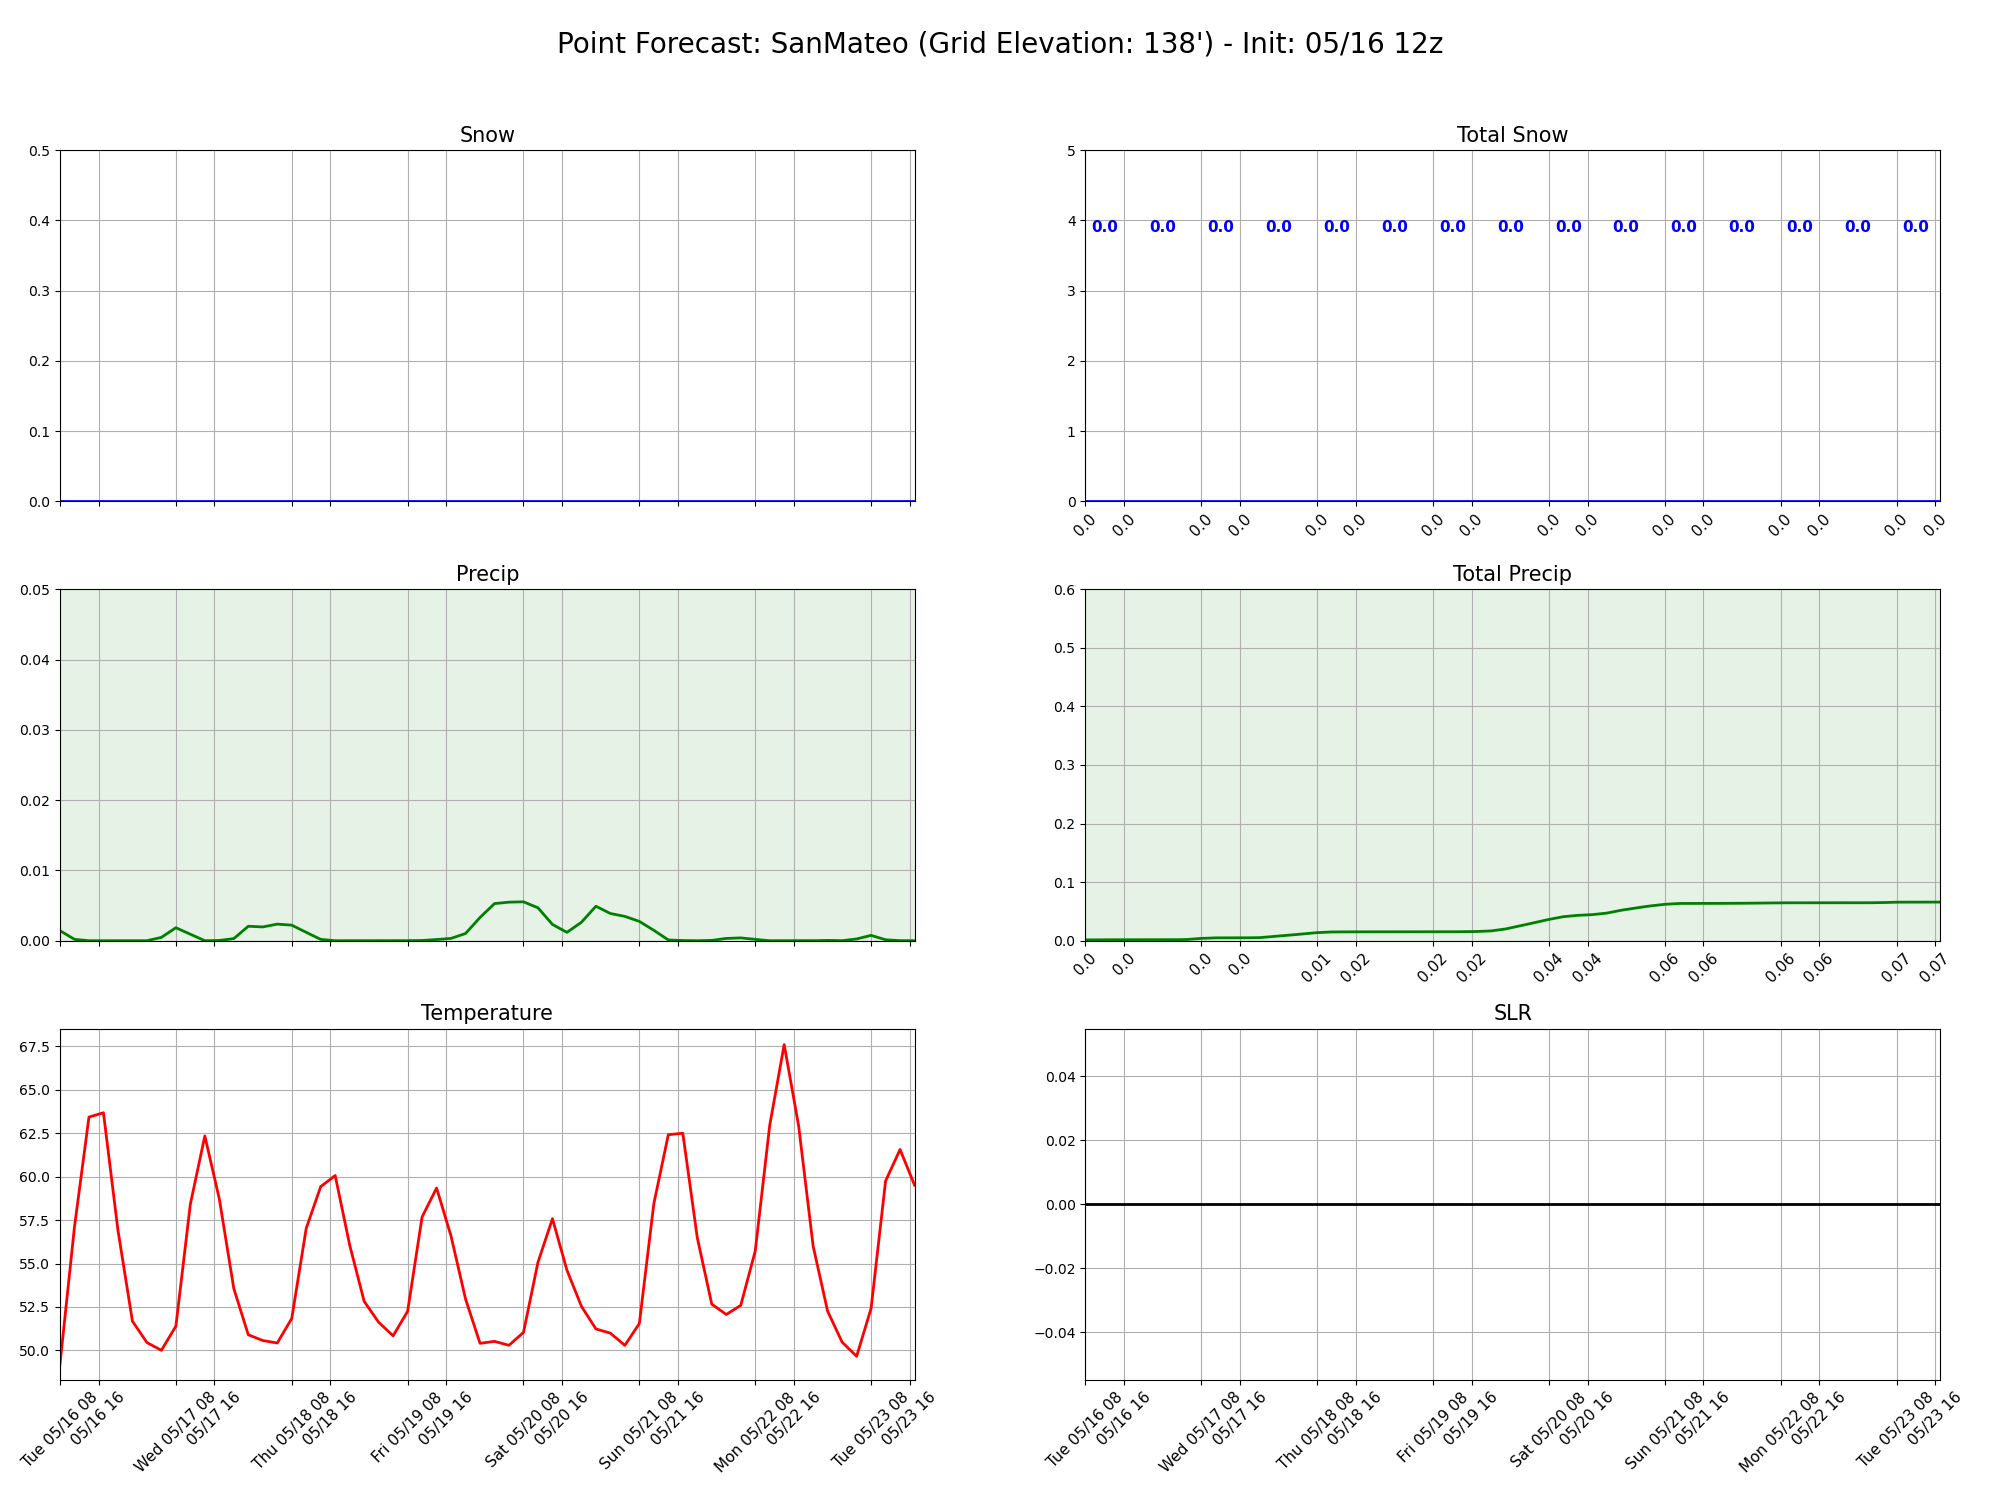 Point Forecast: SanMateo (Grid Elevation: 138') - Init: 05/16 12z
Snow
0.5
0.4
0.3
0.2
0.1
0.0
Total Snow
5
4
3
2
1
0
0.0 0.0 0.0 0.0 0.0 0.0 0.0 0.0 0.0 0.0 0.0 0.0 0.0 0.0 0.0
0.0 0.0 0.0 0.0 0.0 0.0 0.0 0.0 0.0 0.0 0.0 0.0 0.0 0.0 0.0 0.0
Precip
0.05
0.04
0.03
0.02
0.01
0.00
Total Precip
0.6
0.5
0.4
0.3
0.2
0.1
0.0
0.0 0.0 0.0 0.0 0.01 0.02 0.02 0.02 0.04 0.04 0.06 0.06 0.06 0.06 0.07 0.07
Temperature
67.5
65.0
62.5
60.0
57.5
55.0
52.5
50.0
Tue 05/16 08
05/16 16
Wed 05/17 08
05/17 16
Thu 05/18 08
05/18 16
Fri 05/19 08
05/19 16
Sat 05/20 08
05/20 16
Sun 05/21 08
05/21 16
Mon 05/22 08
05/22 16
Tue 05/23 08
05/23 16
SLR
0.04
0.02
0.00
−0.02
−0.04
Tue 05/16 08
05/16 16
Wed 05/17 08
05/17 16
Thu 05/18 08
05/18 16
Fri 05/19 08
05/19 16
Sat 05/20 08
05/20 16
Sun 05/21 08
05/21 16
Mon 05/22 08
05/22 16
Tue 05/23 08
05/23 16